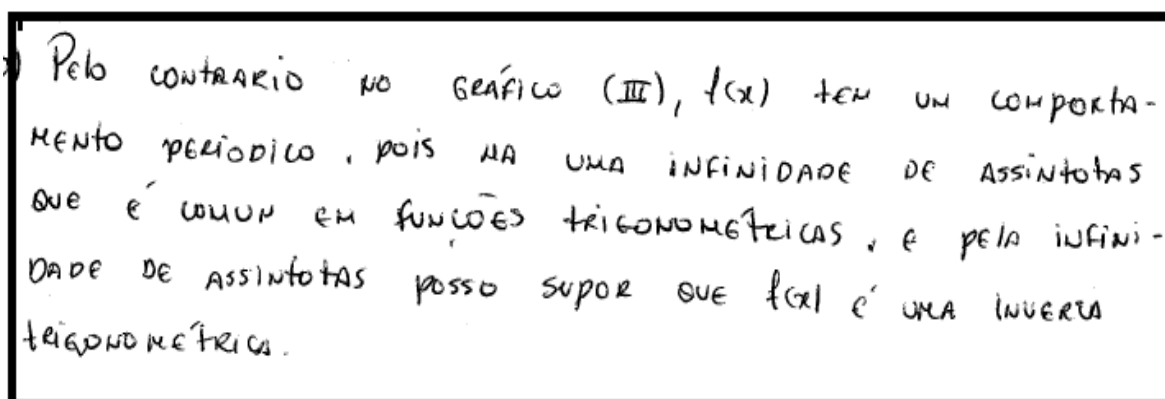 ) Pelo CONTRARIO NO GRÁFICO (III), f(x) tEM UM COMPORTA-
MENTO PERIODICO, POIS HA UMA INFINIDADE DE ASSINTOTAS
QUE É COMUM EM FUNÇÕES TRIGONOMÉTRICAS, E PELA INFINI-
DADE DE ASSINTOTAS POSSO SUPOR QUE f(x) É UMA INVERSA
TRIGONOMÉTRICA.